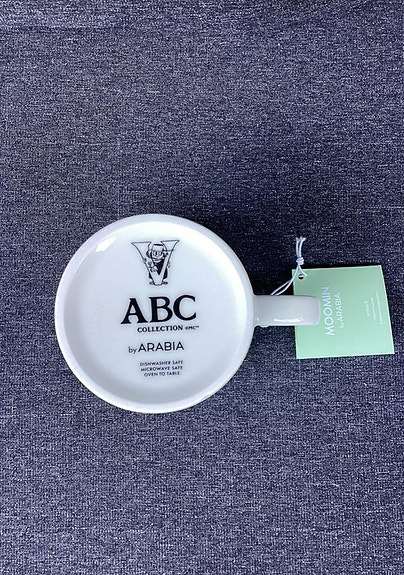 V
ABC
COLLECTION ©MC™
by ARABIA
DISHWASHER SAFE
MICROWAVE SAFE
OVEN TO TABLE
MOOMIN
by ARABIA